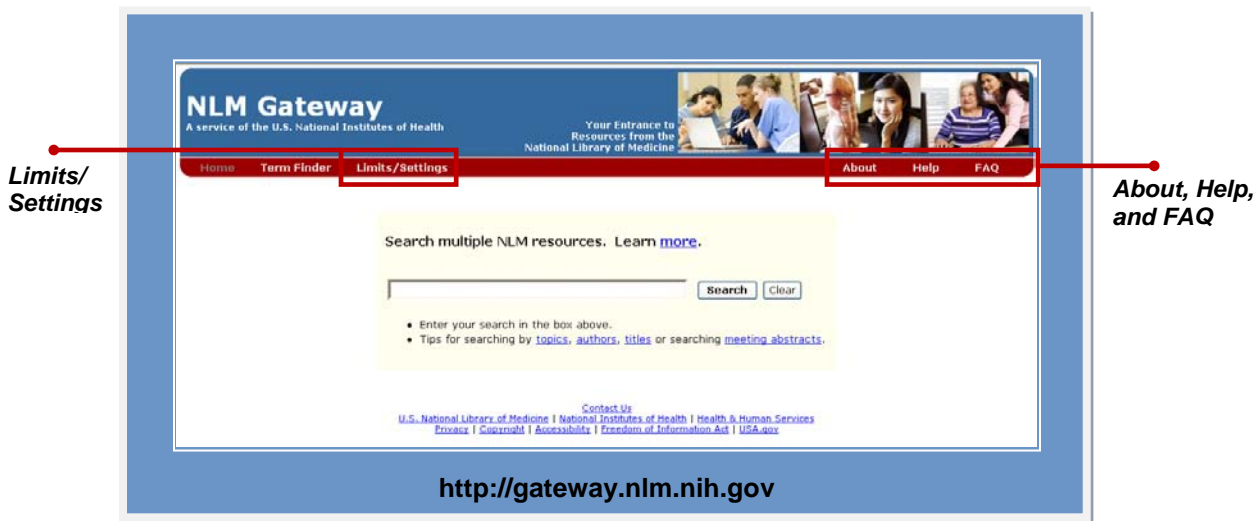 NLM Gateway
A service of the U.S. National Institutes of Health
Your Entrance to
Resources from the
National Library of Medicine
Home Term Finder Limits/Settings About Help FAQ
Limits/
Settings
About, Help,
and FAQ
Search multiple NLM resources. Learn more.
Search Clear
• Enter your search in the box above.
• Tips for searching by topics, authors, titles or searching meeting abstracts.
Contact Us
U.S. National Library of Medicine | National Institutes of Health | Health & Human Services
Privacy | Copyright | Accessibility | Freedom of Information Act | USA.gov
http://gateway.nlm.nih.gov